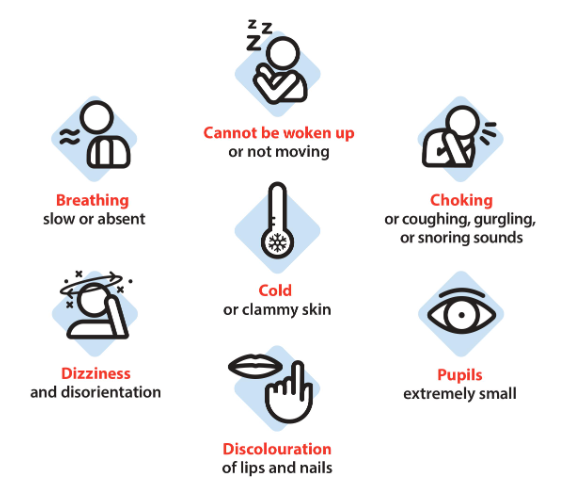 z z
z
Cannot be woken up
or not moving
Breathing
slow or absent
Choking
or coughing, gurgling,
or snoring sounds
Cold
or clammy skin
Dizziness
and disorientation
Pupils
extremely small
Discolouration
of lips and nails